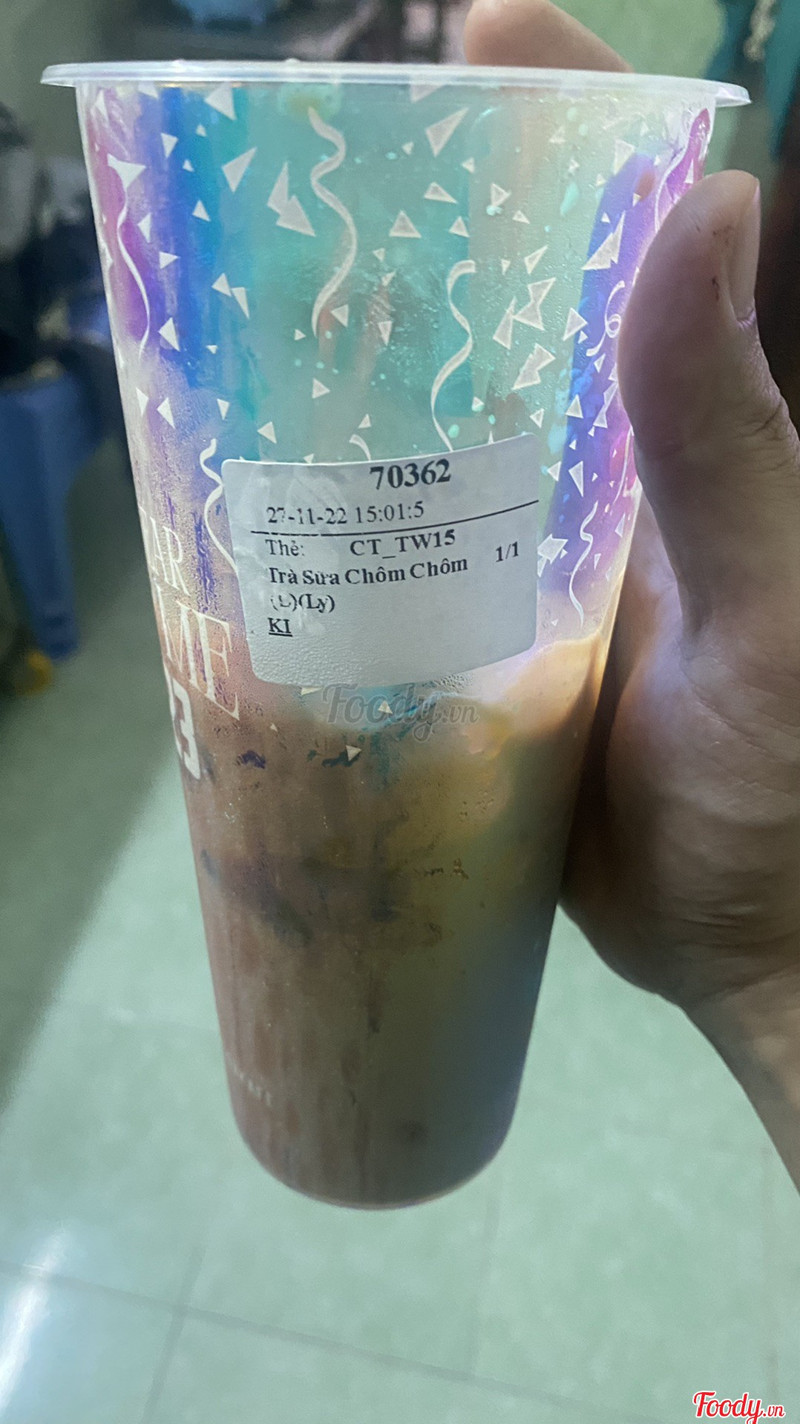 70362
27-11-22 15:01:5
Thẻ: CT_TW15
Trà Sữa Chôm Chôm 1/1
(L)(Ly)
KI
Foody.vn
Foody.vn